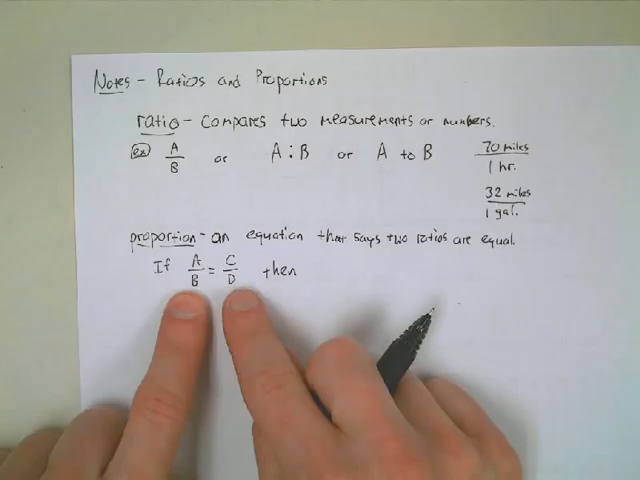 Notes - Ratios and Proportions
ratio - compares two measurements or numbers.
ex A/B or A : B or A to B 70 miles/1 hr.
32 miles/1 gal.
proportion - an equation that says two ratios are equal.
If A/B = C/D then